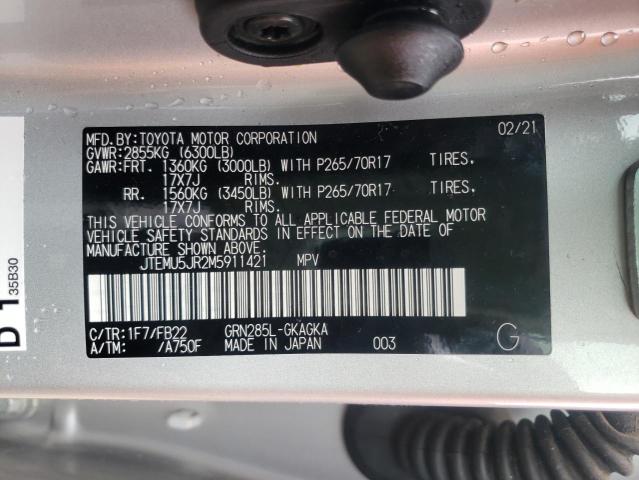 MFD.BY:TOYOTA MOTOR CORPORATION 02/21
GVWR:2855KG (6300LB)
GAWR:FRT. 1360KG (3000LB) WITH P265/70R17 TIRES.
17X7J RIMS.
RR. 1560KG (3450LB) WITH P265/70R17 TIRES.
17X7J RIMS.
THIS VEHICLE CONFORMS TO ALL APPLICABLE FEDERAL MOTOR
VEHICLE SAFETY STANDARDS IN EFFECT ON THE DATE OF
MANUFACTURE SHOWN ABOVE.
JTEMU5JR2M5911421 MPV
C/TR:1F7/FB22 GRN285L-GKAGKA
A/TM: /A750F MADE IN JAPAN 003 G
D 1 35B30